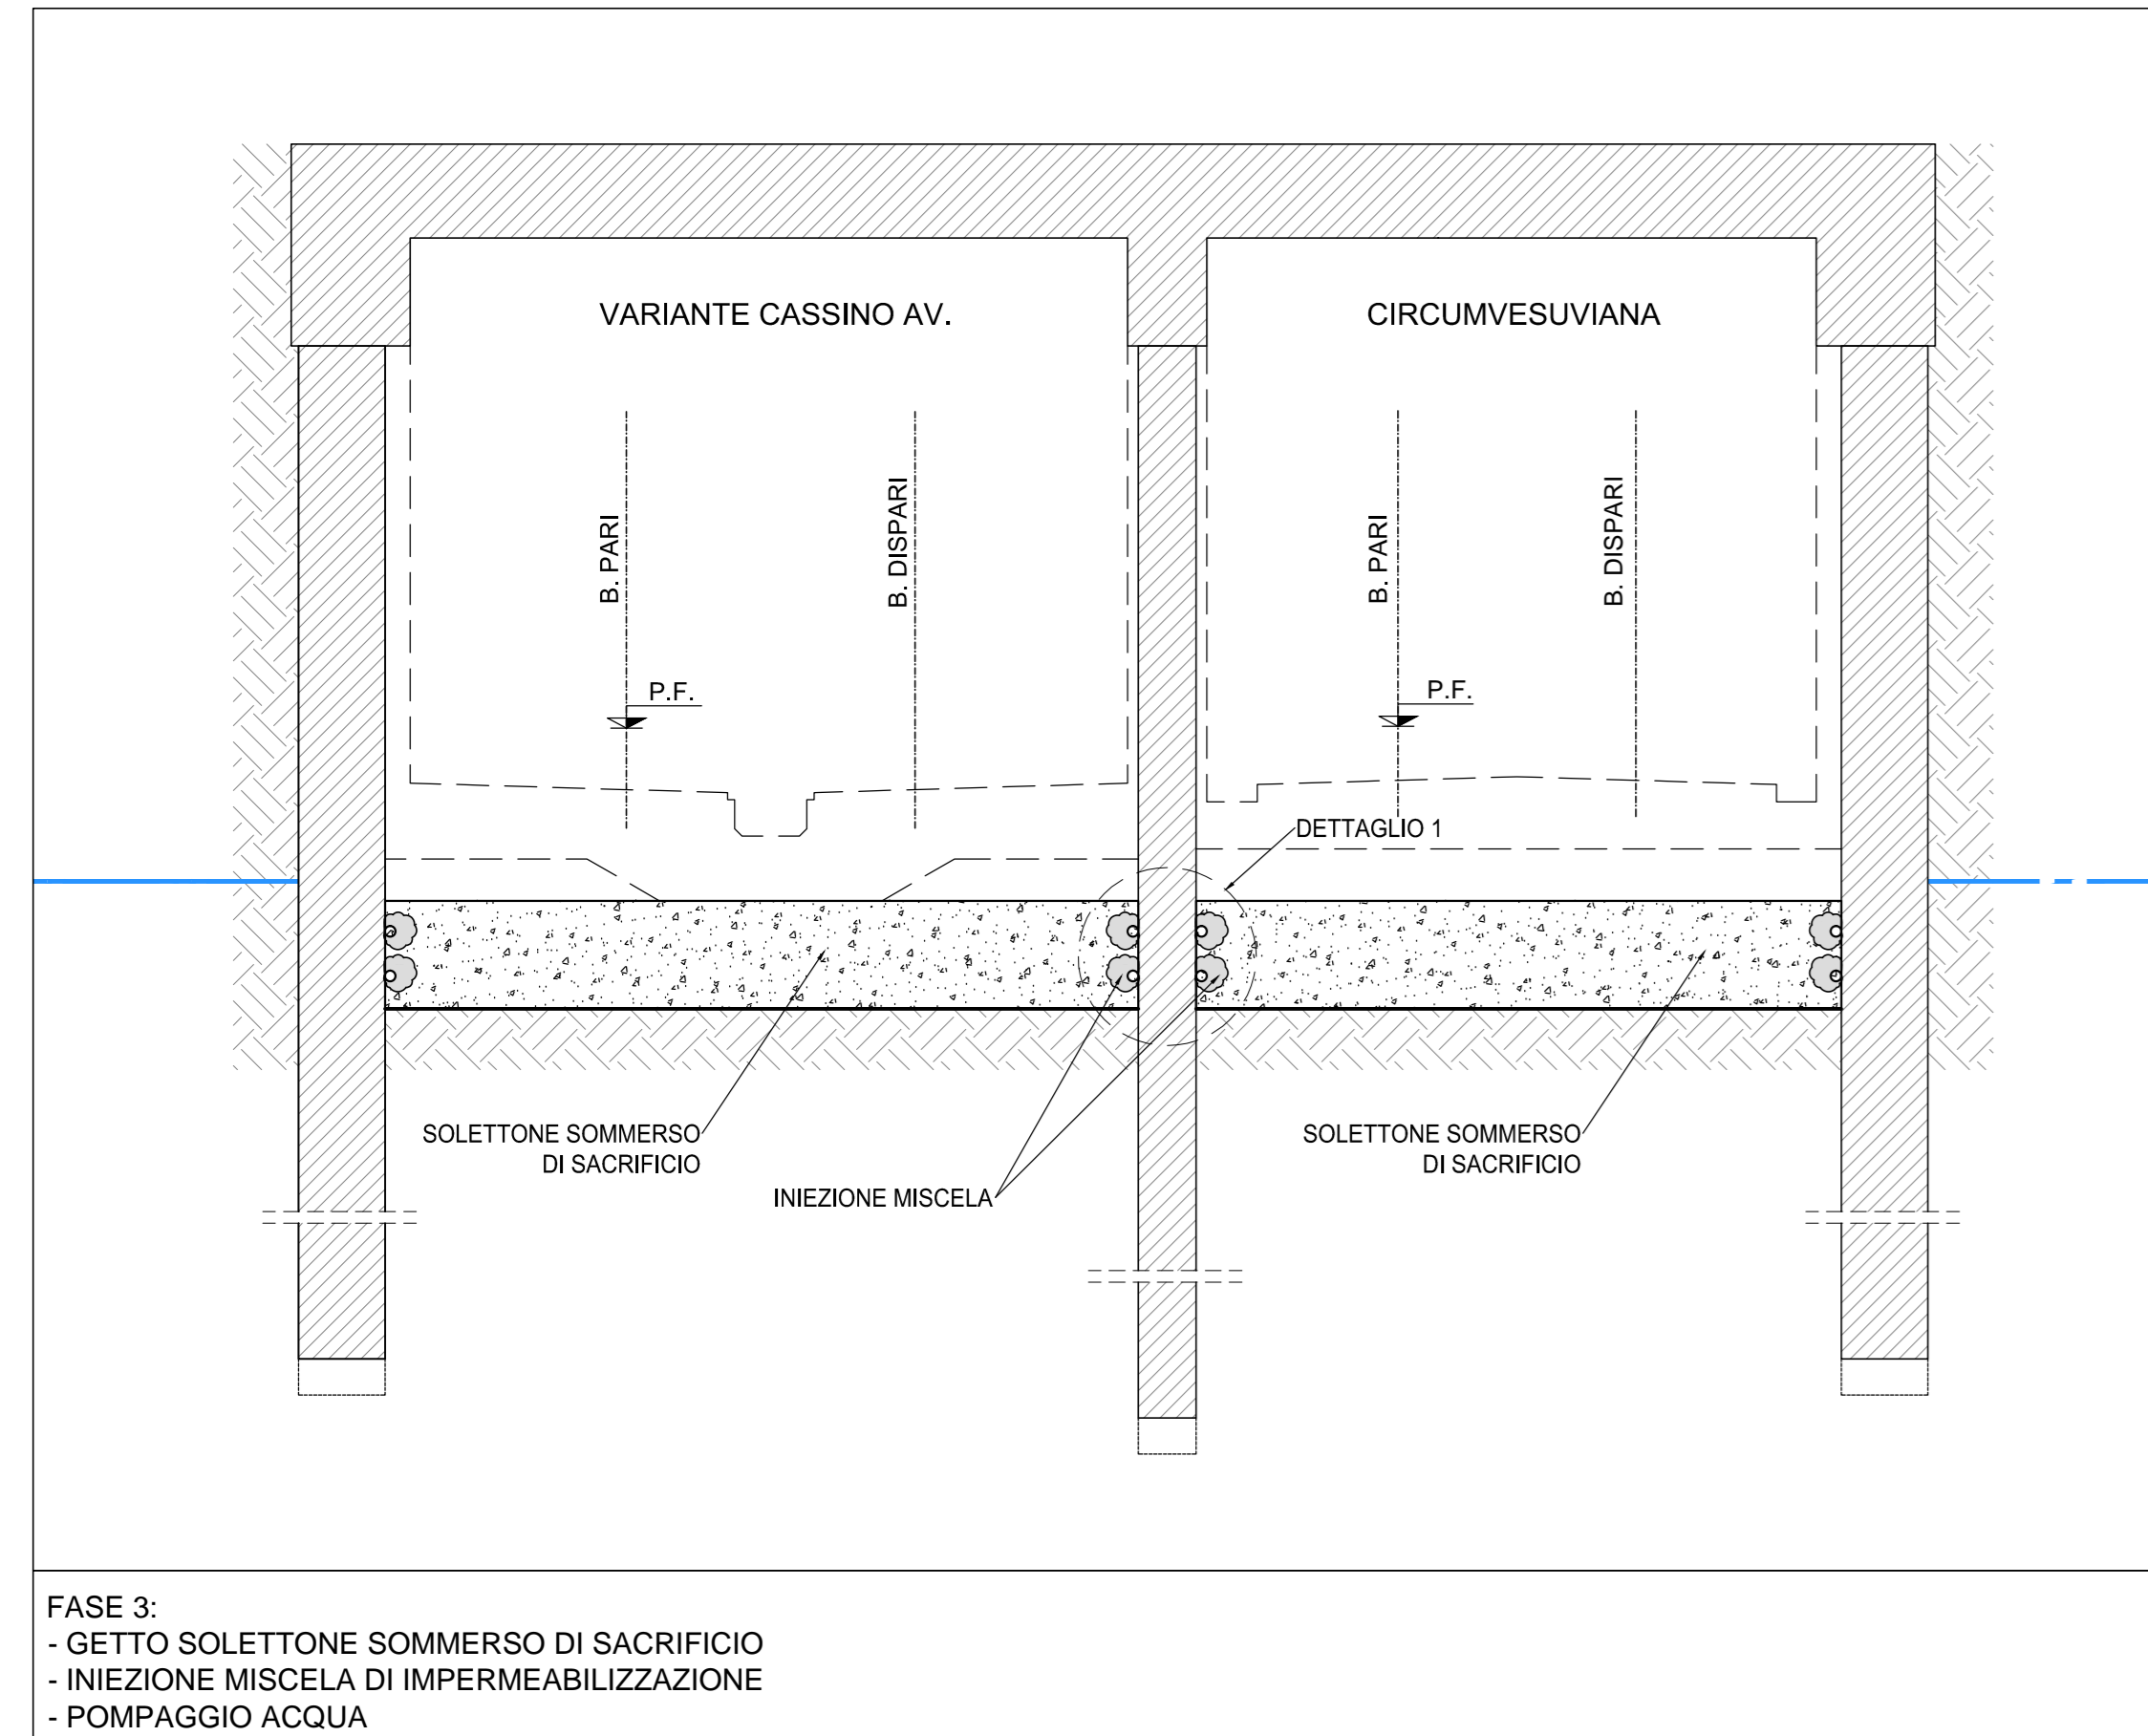 VARIANTE CASSINO AV.
CIRCUMVESUVIANA
B. PARI
B. DISPARI
B. PARI
B. DISPARI
P.F.
P.F.
DETTAGLIO 1
SOLETTONE SOMMERSO
DI SACRIFICIO
SOLETTONE SOMMERSO
DI SACRIFICIO
INIEZIONE MISCELA
FASE 3:
- GETTO SOLETTONE SOMMERSO DI SACRIFICIO
- INIEZIONE MISCELA DI IMPERMEABILIZZAZIONE
- POMPAGGIO ACQUA